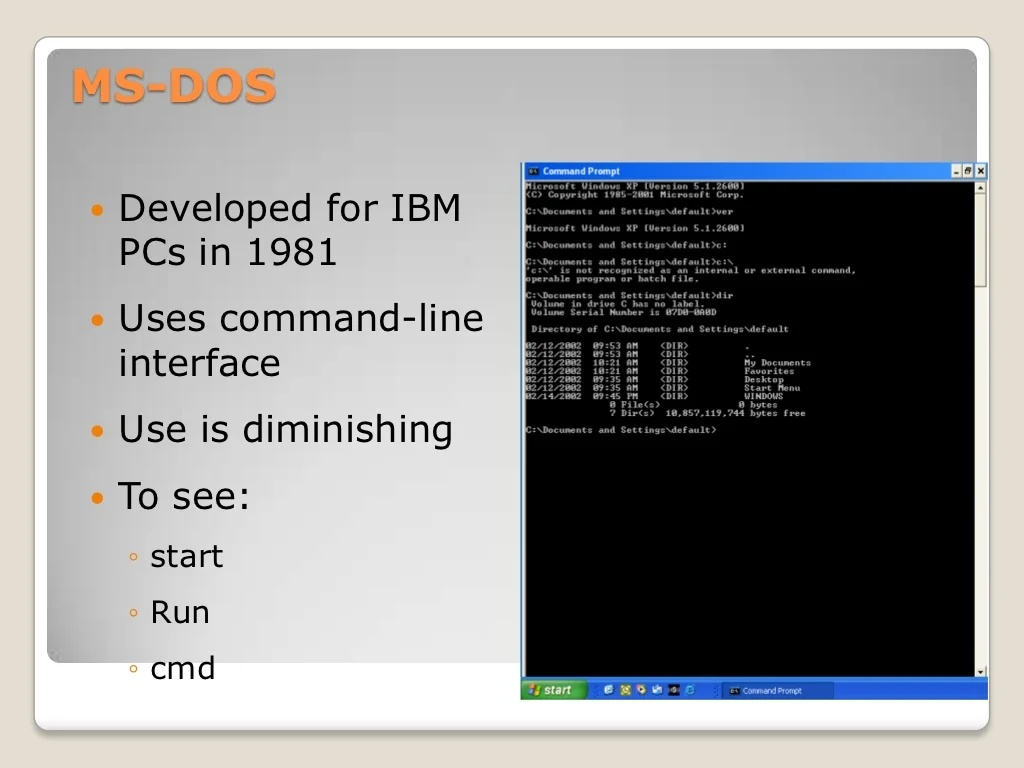 MS-DOS
Developed for IBM
PCs in 1981
Uses command-line
interface
Use is diminishing
To see:
start
Run
cmd
Command Prompt
Microsoft Windows XP [Version 5.1.2600]
(C) Copyright 1985-2001 Microsoft Corp.
C:\Documents and Settings\default>ver
Microsoft Windows XP [Version 5.1.2600]
C:\Documents and Settings\default>c:
C:\Documents and Settings\default>c:\
'c:\' is not recognized as an internal or external command,
operable program or batch file.
C:\Documents and Settings\default>dir
Volume in drive C has no label.
Volume Serial Number is 07D0-0A0D
Directory of C:\Documents and Settings\default
02/12/2002 09:53 AM <DIR> .
02/12/2002 09:53 AM <DIR> ..
02/12/2002 10:21 AM <DIR> My Documents
02/12/2002 10:21 AM <DIR> Favorites
02/12/2002 09:35 AM <DIR> Desktop
02/12/2002 09:35 AM <DIR> Start Menu
02/14/2002 09:45 PM <DIR> WINDOWS
0 File(s) 0 bytes
7 Dir(s) 10,857,119,744 bytes free
C:\Documents and Settings\default>
start
Command Prompt